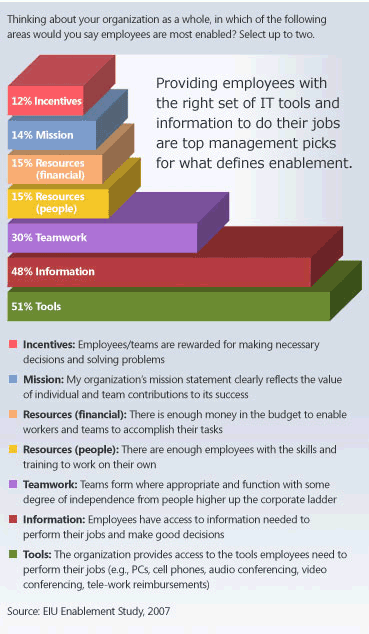 Thinking about your organization as a whole, in which of the following
areas would you say employees are most enabled? Select up to two.
Providing employees with
the right set of IT tools and
information to do their jobs
are top management picks
for what defines enablement.
12% Incentives
14% Mission
15% Resources
(financial)
15% Resources
(people)
30% Teamwork
48% Information
51% Tools
Incentives: Employees/teams are rewarded for making necessary
decisions and solving problems
Mission: My organization's mission statement clearly reflects the value
of individual and team contributions to its success
Resources (financial): There is enough money in the budget to enable
workers and teams to accomplish their tasks
Resources (people): There are enough employees with the skills and
training to work on their own
Teamwork: Teams form where appropriate and function with some
degree of independence from people higher up the corporate ladder
Information: Employees have access to information needed to
perform their jobs and make good decisions
Tools: The organization provides access to the tools employees need to
perform their jobs (e.g., PCs, cell phones, audio conferencing, video
conferencing, tele-work reimbursements)
Source: EIU Enablement Study, 2007